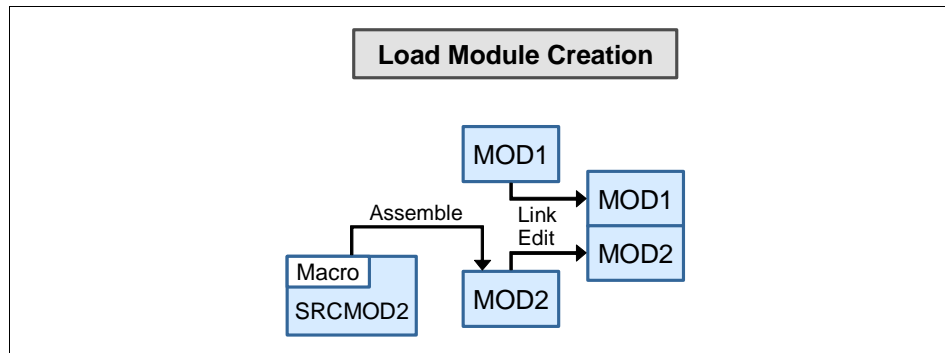 Load Module Creation
MOD1
MOD1
Assemble
Link
Edit
MOD2
Macro
SRCMOD2
MOD2